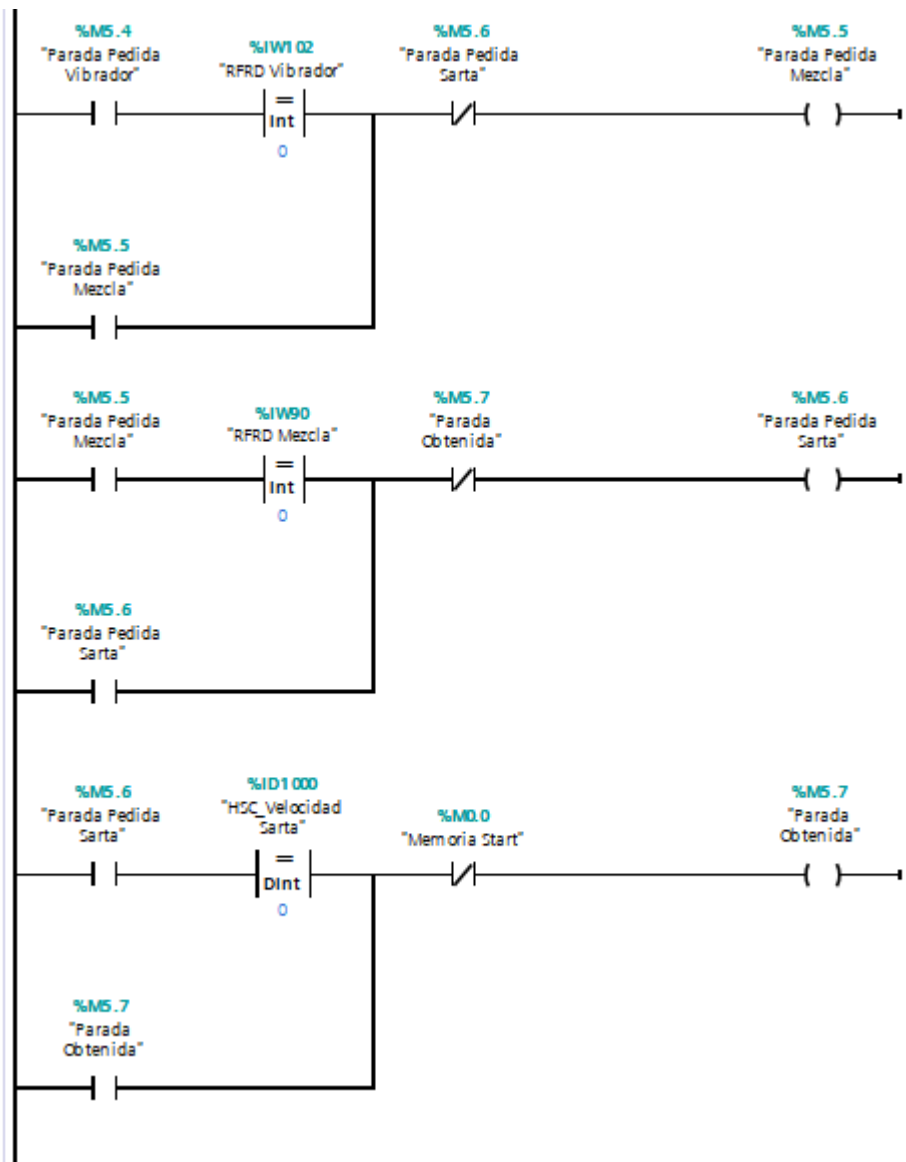 %M5.4
"Parada Pedida
Vibrador"
%IW102
"RFRD Vibrador"
%M5.6
"Parada Pedida
Sarta"
%M5.5
"Parada Pedida
Mezcla"
=
Int
0
%M5.5
"Parada Pedida
Mezcla"
%M5.5
"Parada Pedida
Mezcla"
%IW90
"RFRD Mezcla"
%M5.7
"Parada
Obtenida"
%M5.6
"Parada Pedida
Sarta"
=
Int
0
%M5.6
"Parada Pedida
Sarta"
%M5.6
"Parada Pedida
Sarta"
%ID1000
"HSC_Velocidad
Sarta"
%M0.0
"Memoria Start"
%M5.7
"Parada
Obtenida"
=
DInt
0
%M5.7
"Parada
Obtenida"